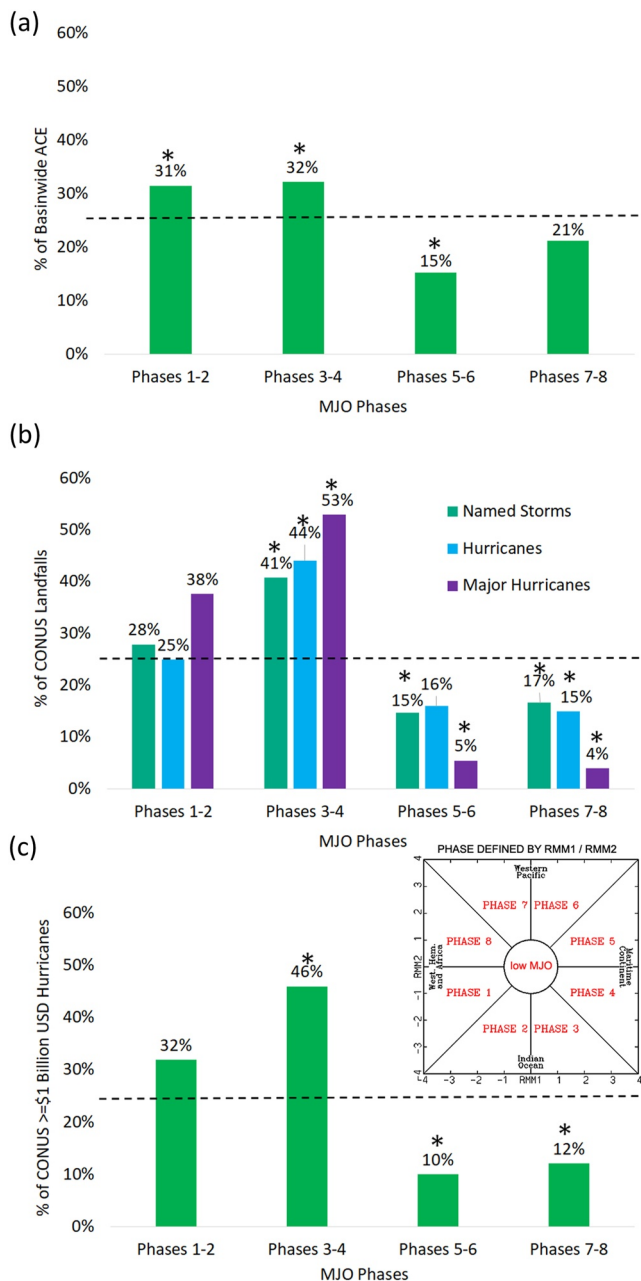 (a)
% of Basinwide ACE
60%
50%
40%
30%
20%
10%
0%
*
31%
*
32%
*
15%
21%
Phases 1-2
Phases 3-4
Phases 5-6
Phases 7-8
MJO Phases
(b)
% of CONUS Landfalls
60%
50%
40%
30%
20%
10%
0%
28%
25%
38%
*
41%
*
44%
*
53%
*
15%
16%
*
5%
*
17%
*
15%
*
4%
Named Storms
Hurricanes
Major Hurricanes
Phases 1-2
Phases 3-4
Phases 5-6
Phases 7-8
MJO Phases
(c)
% of CONUS >=$1 Billion USD Hurricanes
60%
50%
40%
30%
20%
10%
0%
32%
*
46%
*
10%
*
12%
Phases 1-2
Phases 3-4
Phases 5-6
Phases 7-8
MJO Phases
PHASE DEFINED BY RMM1 / RMM2
Western
Pacific
PHASE 7
PHASE 6
PHASE 8
PHASE 5
low MJO
PHASE 1
PHASE 4
PHASE 2
PHASE 3
West. Hem.
and Africa
Maritime
Continent
Indian
Ocean
RMM2
4
3
2
1
0
-1
-2
-3
-4
-4
-3
-2
-1
0
1
2
3
4
RMM1